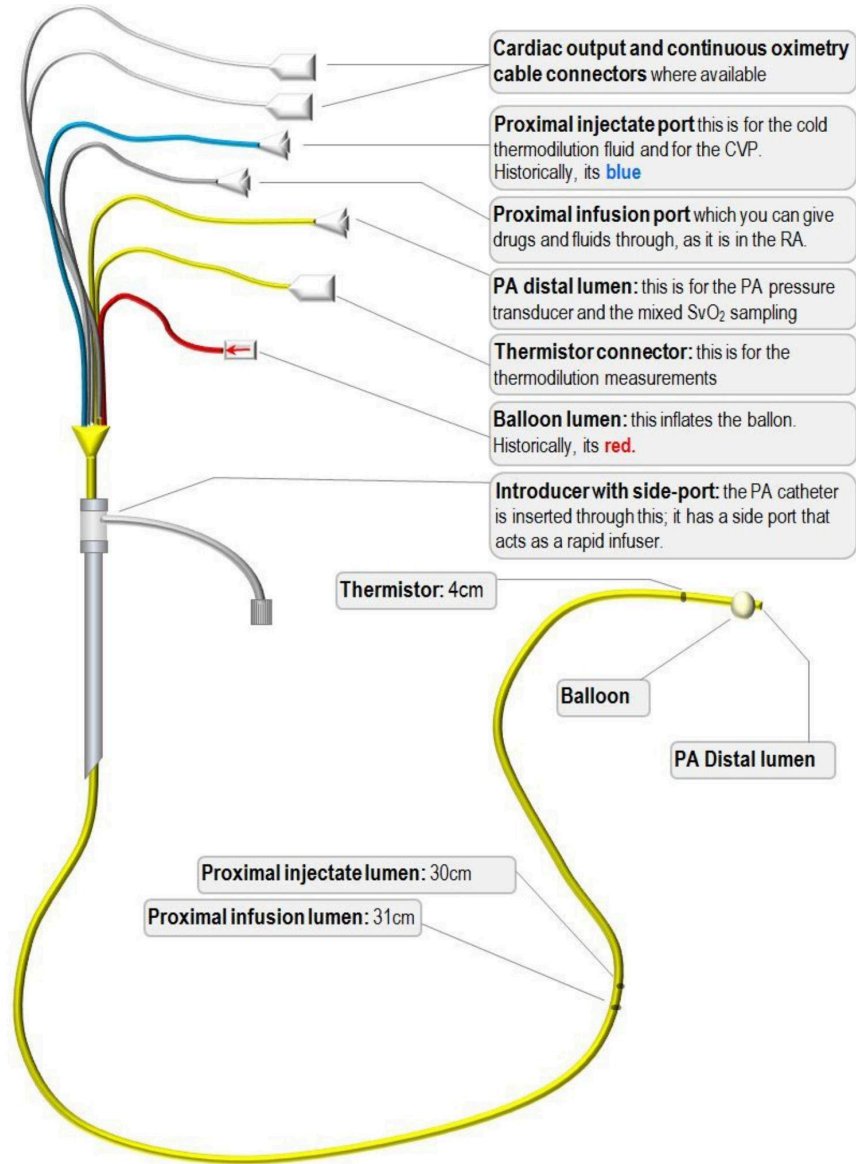 Cardiac output and continuous oximetry
cable connectors where available
Proximal injectate port this is for the cold
thermodilution fluid and for the CVP.
Historically, its blue
Proximal infusion port which you can give
drugs and fluids through, as it is in the RA.
PA distal lumen: this is for the PA pressure
transducer and the mixed SvO₂ sampling
Thermistor connector: this is for the
thermodilution measurements
Balloon lumen: this inflates the ballon.
Historically, its red.
Introducer with side-port: the PA catheter
is inserted through this; it has a side port that
acts as a rapid infuser.
Thermistor: 4cm
Balloon
PA Distal lumen
Proximal injectate lumen: 30cm
Proximal infusion lumen: 31cm